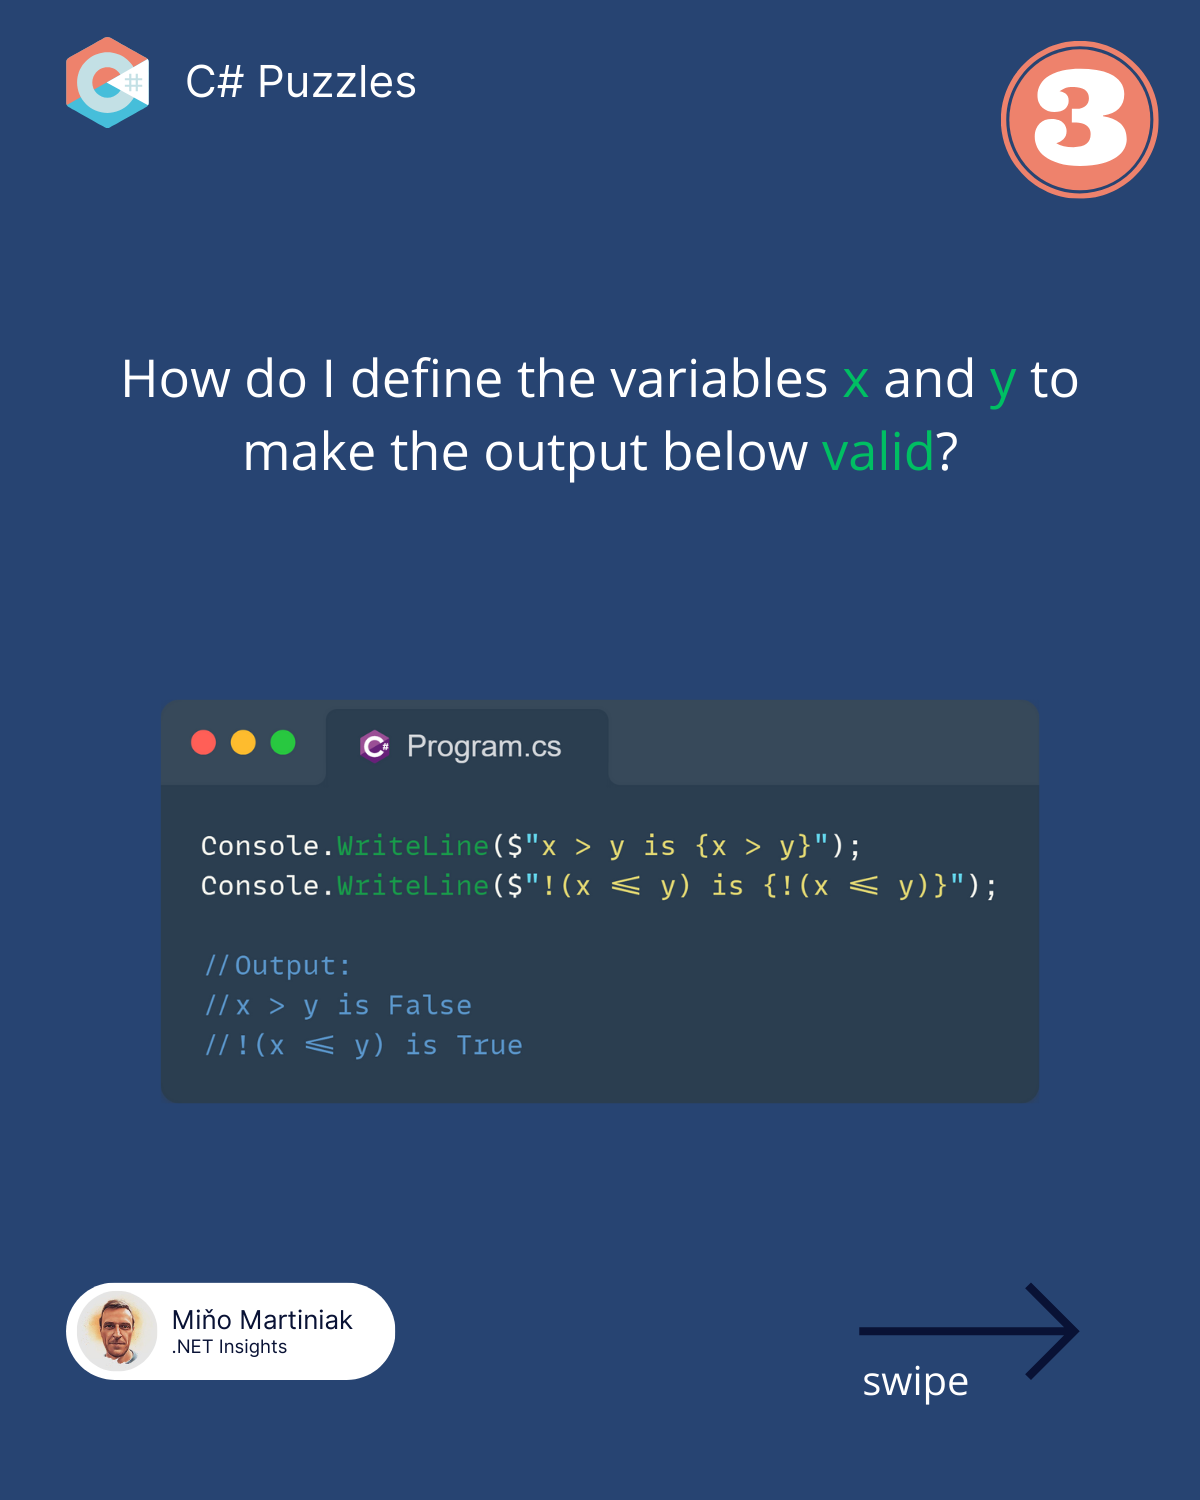 C# Puzzles
3
How do I define the variables x and y to
make the output below valid?
Program.cs
Console.WriteLine($"x > y is {x > y}");
Console.WriteLine($"!(x <= y) is {!(x <= y)}");
//Output:
//x > y is False
//!(x <= y) is True
Miňo Martiniak
.NET Insights
swipe